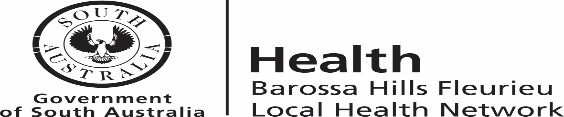 SOUTH
AUSTRALIA
Government
of South Australia
Health
Barossa Hills Fleurieu
Local Health Network